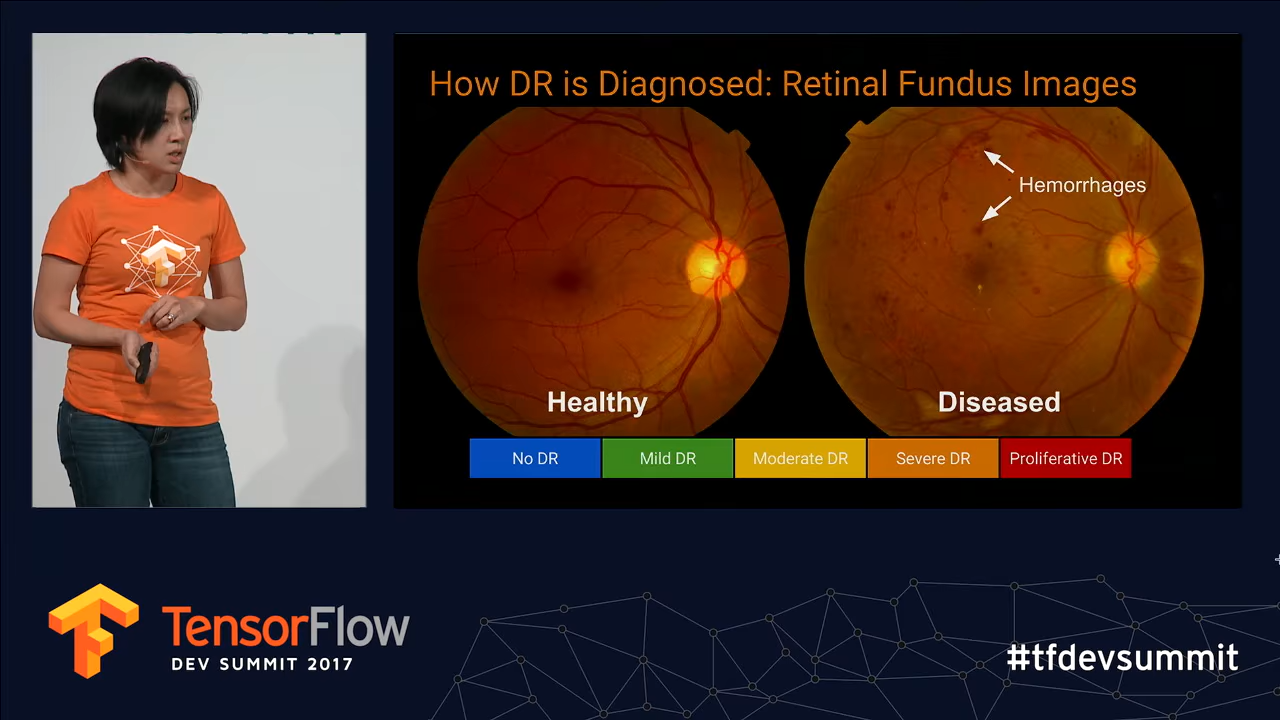 How DR is Diagnosed: Retinal Fundus Images
Hemorrhages
Healthy
Diseased
No DR
Mild DR
Moderate DR
Severe DR
Proliferative DR
TensorFlow
DEV SUMMIT 2017
#tfdevsummit